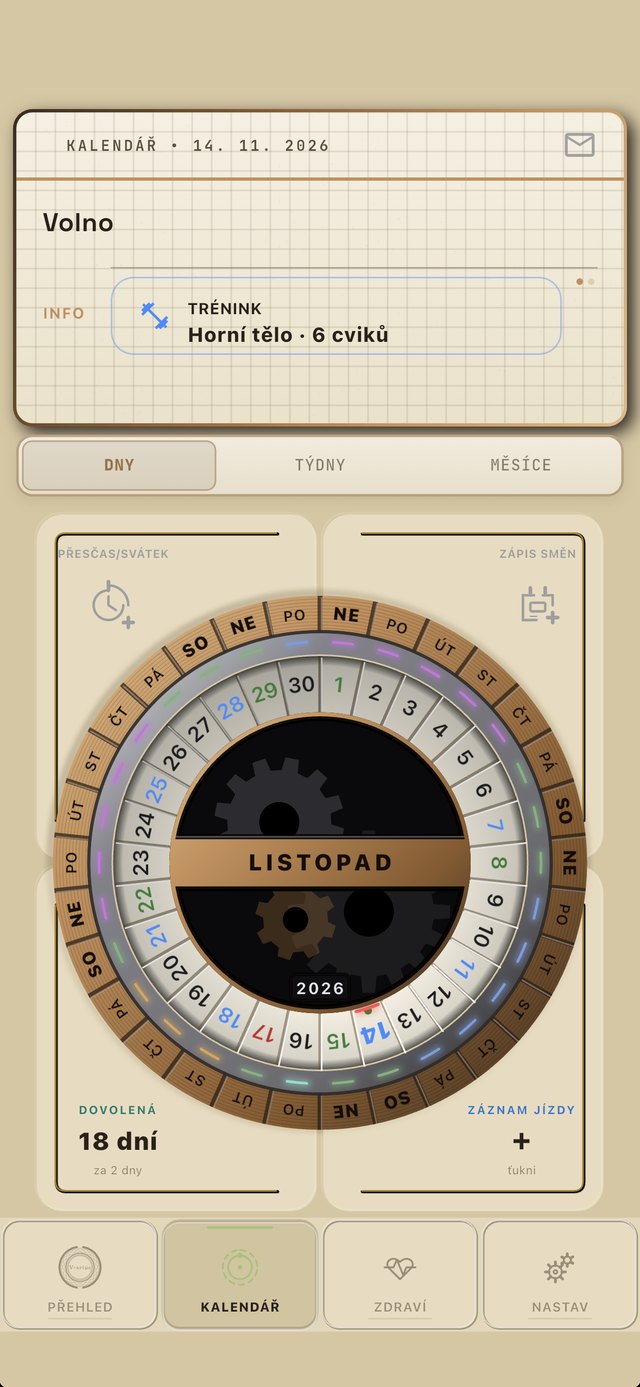 KALENDÁŘ • 14. 11. 2026
Volno
INFO
TRÉNINK
Horní tělo · 6 cviků
DNY
TÝDNY
MĚSÍCE
PŘESČAS/SVÁTEK
ZÁPIS SMĚN
NE PO ÚT ST ČT PÁ SO NE PO ÚT ST ČT PÁ SO NE PO ÚT ST ČT PÁ SO NE PO ÚT ST ČT PÁ SO NE PO
1 2 3 4 5 6 7 8 9 10 11 12 13 14 15 16 17 18 19 20 21 22 23 24 25 26 27 28 29 30
LISTOPAD
2026
DOVOLENÁ
18 dní
za 2 dny
ZÁZNAM JÍZDY
+
ťukni
PŘEHLED
KALENDÁŘ
ZDRAVÍ
NASTAV